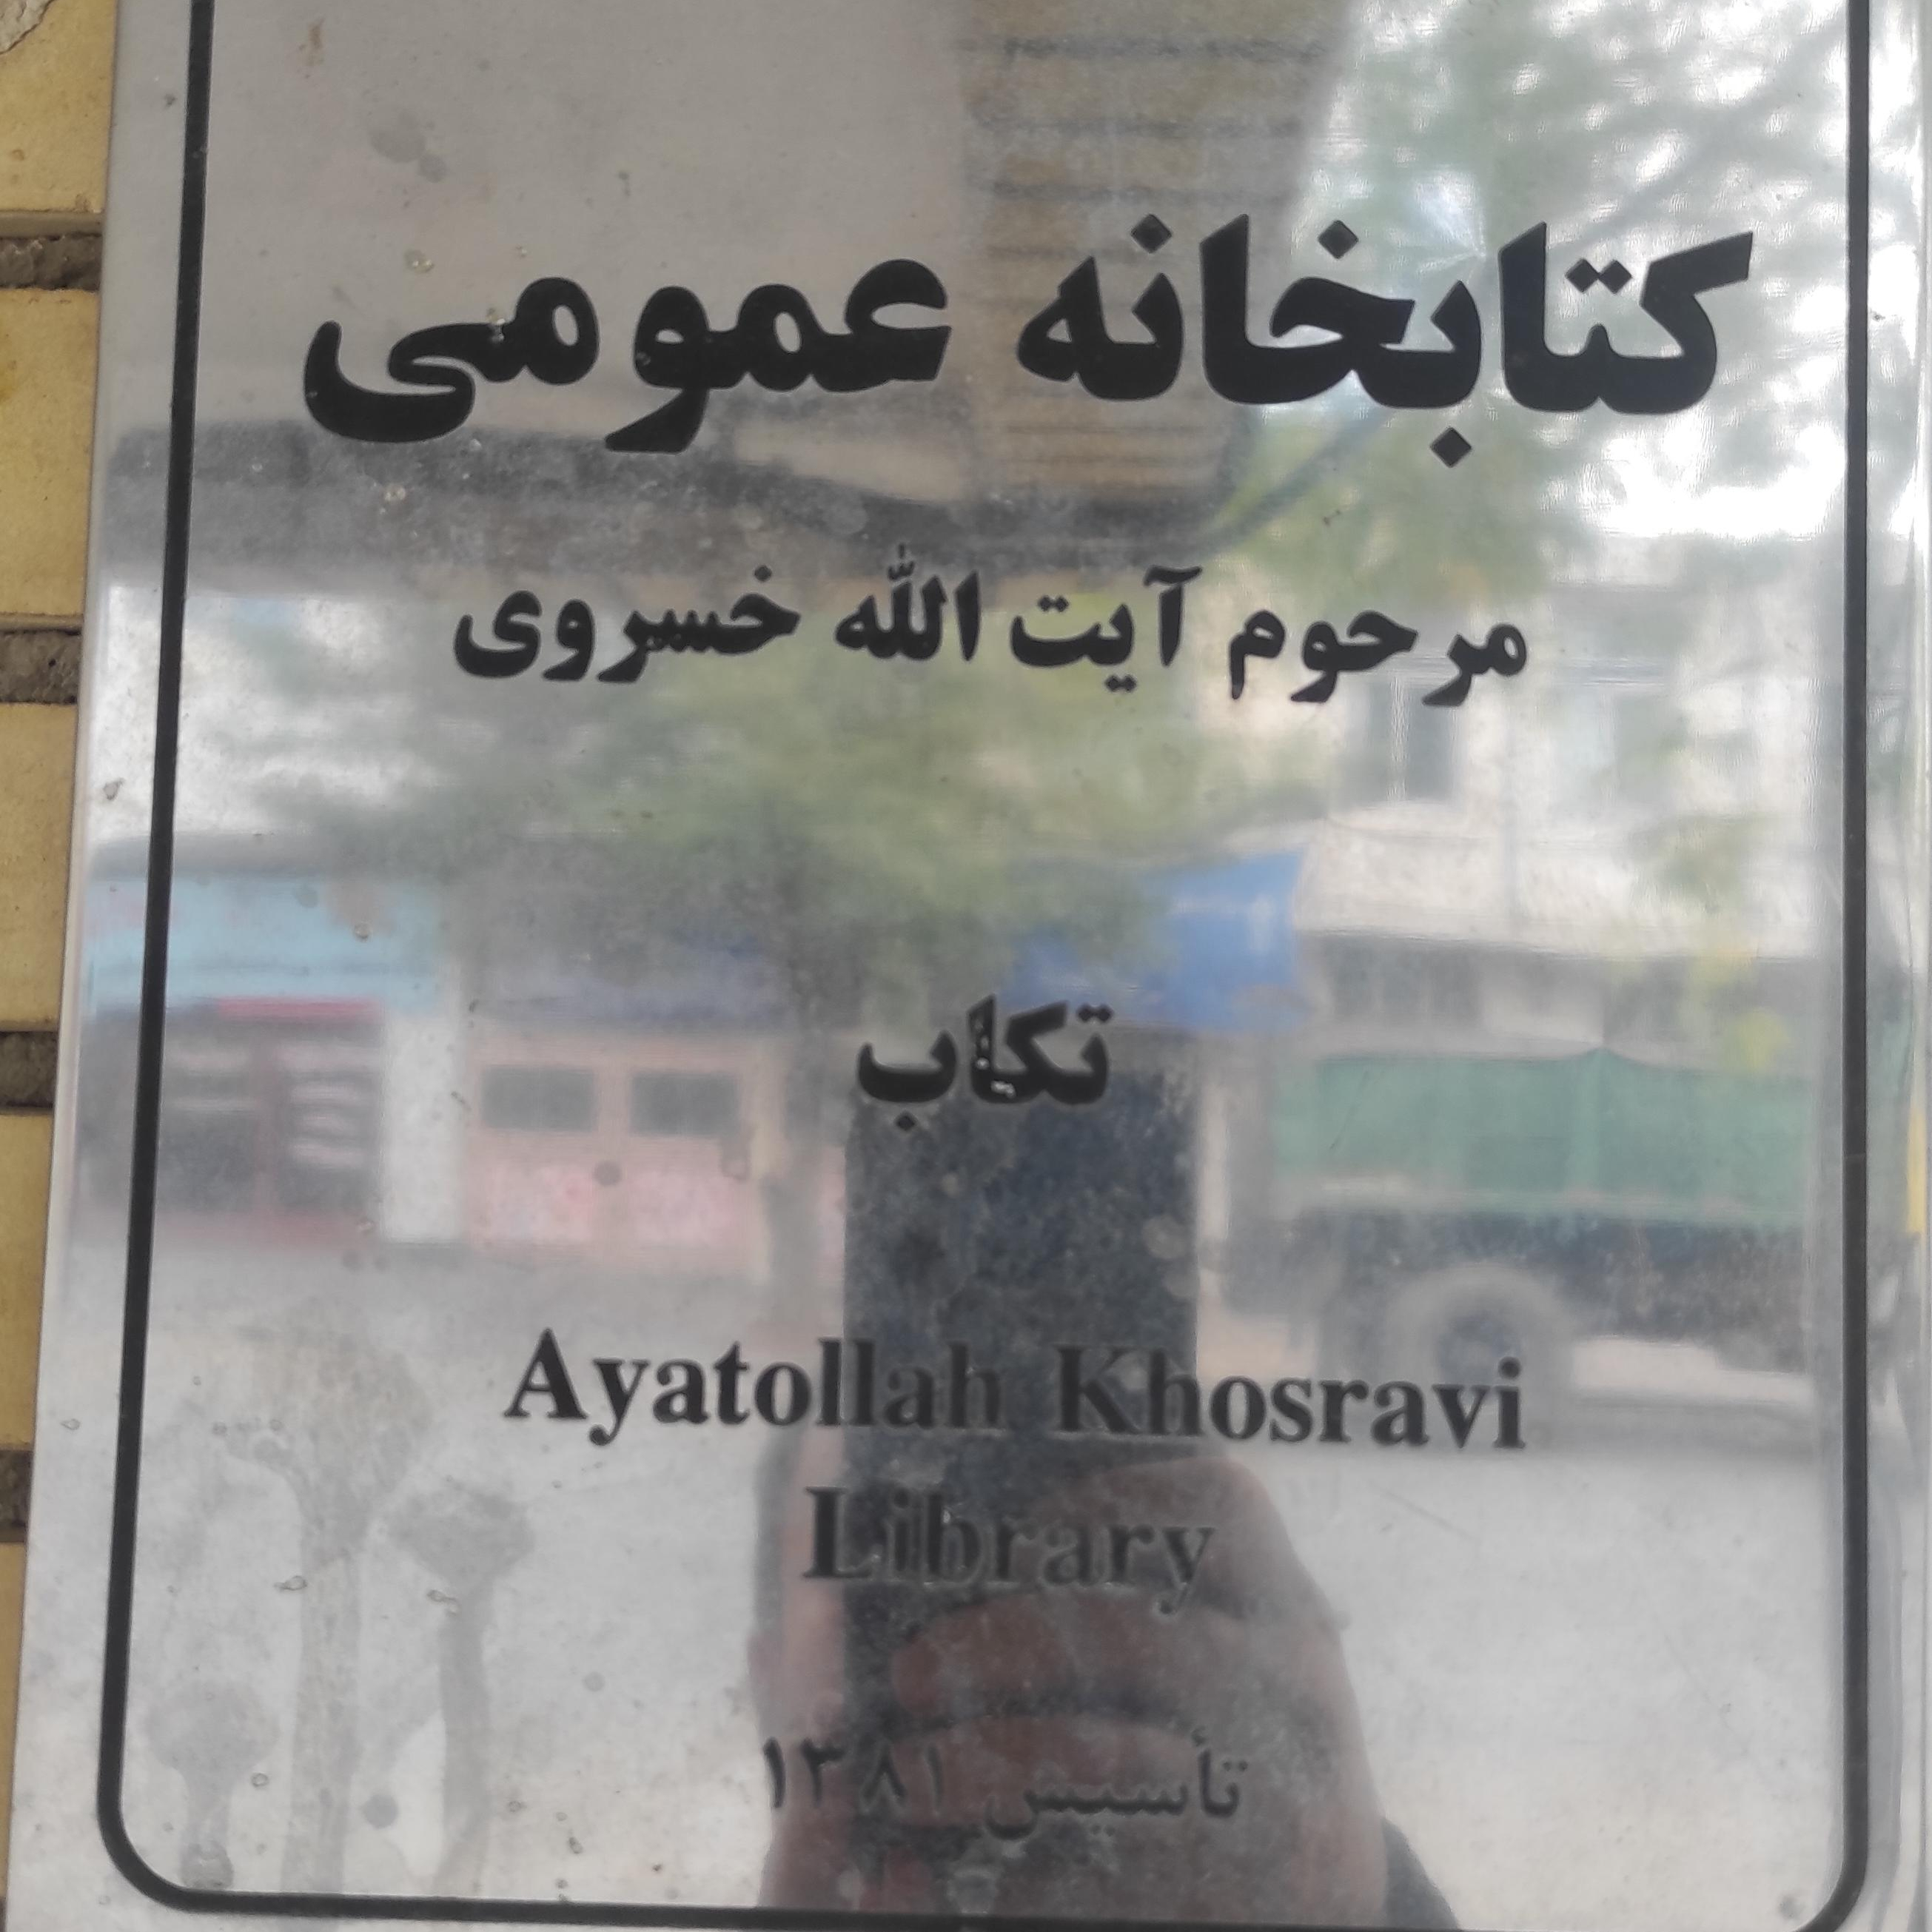 کتابخانه عمومی
مرحوم آیت الله خسروی
تکاب
Ayatollah Khosravi
Library
تأسیس ۱۳۸۱